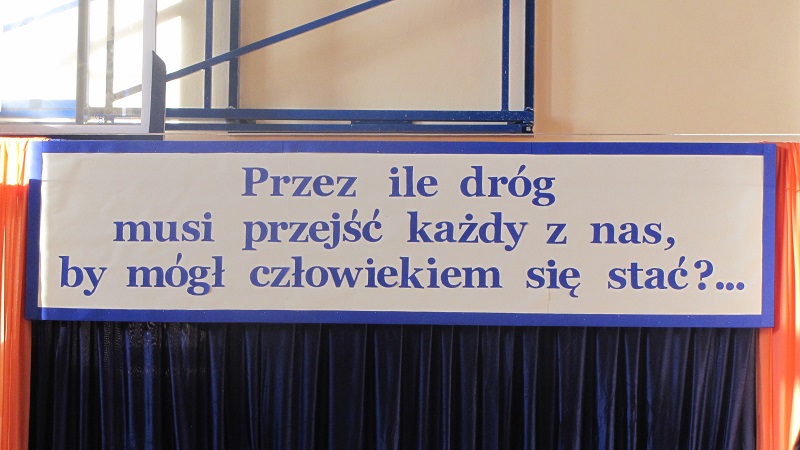 Przez ile dróg
musi przejść każdy z nas,
by mógł człowiekiem się stać?...